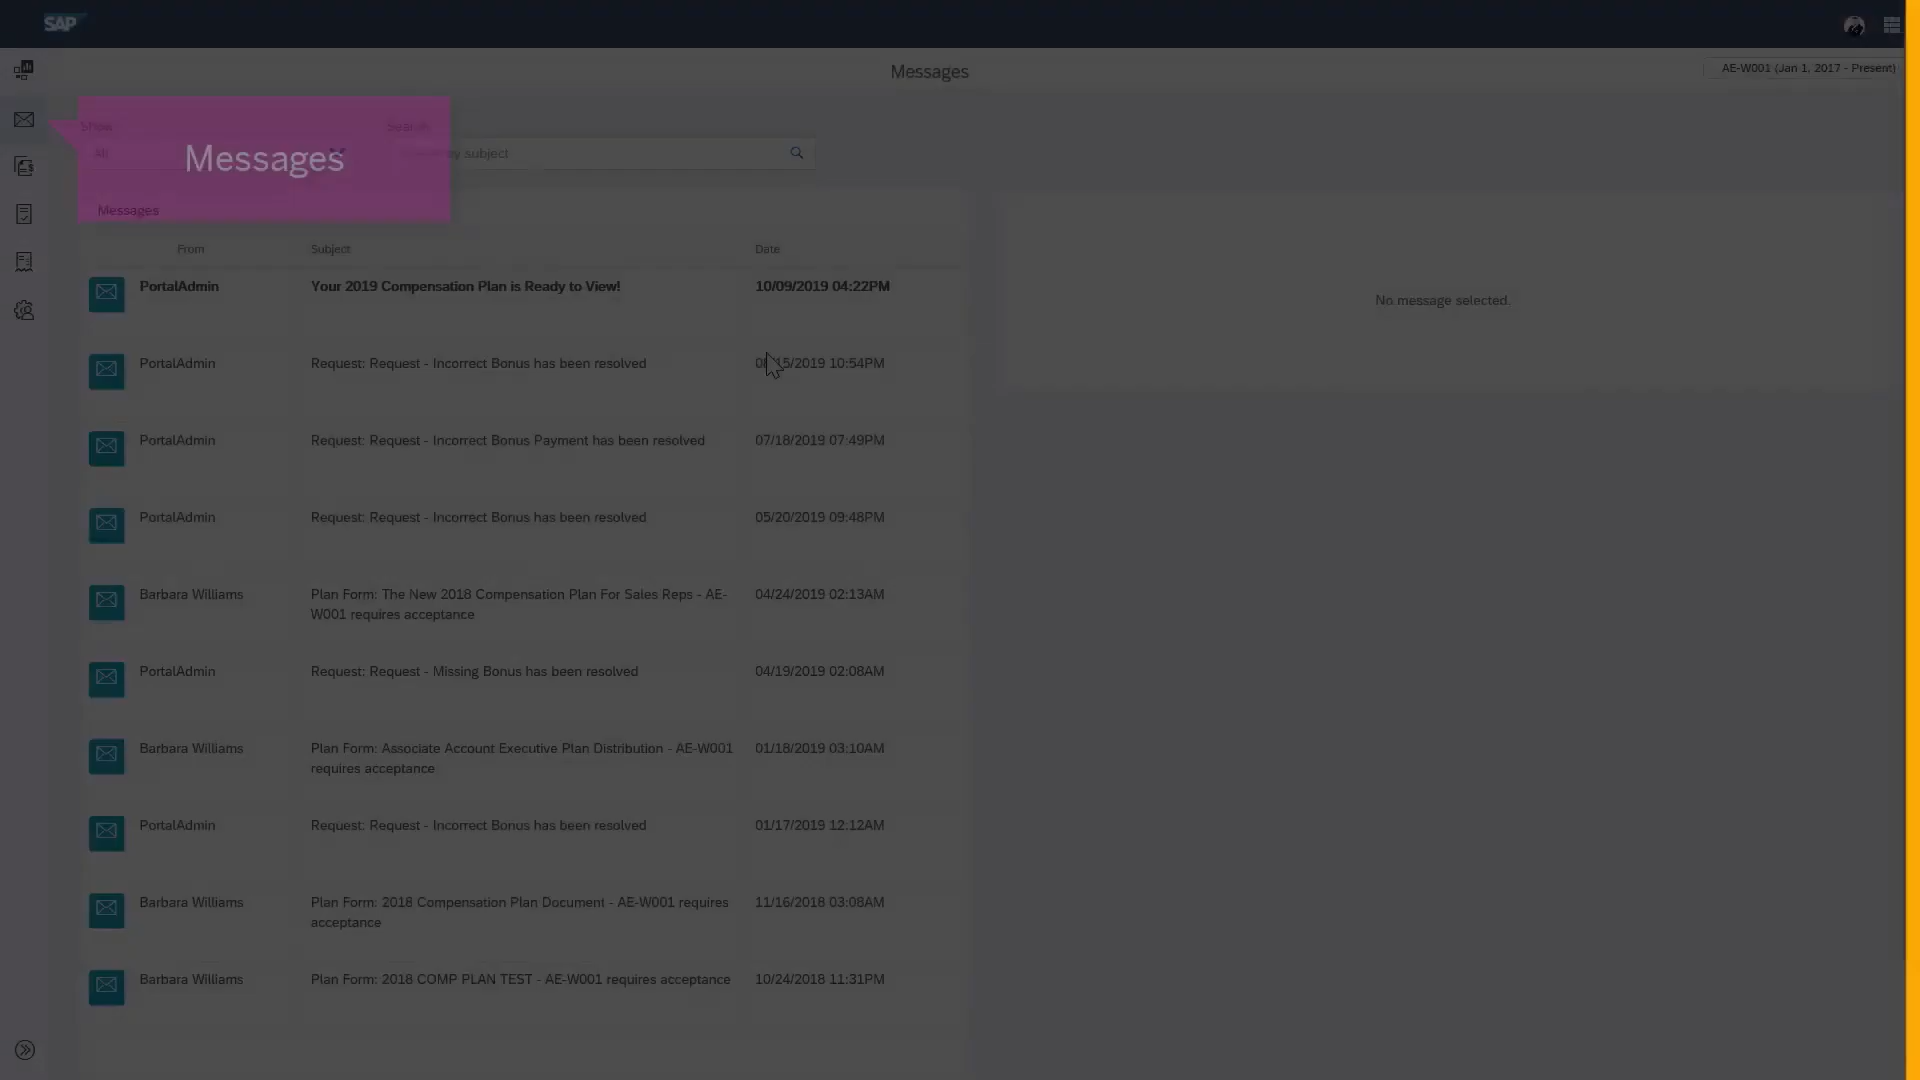 SAP
Messages
AE-W001 (Jan 1, 2017 - Present)
Show
Search
All
by subject
Messages
Messages
From Subject Date
PortalAdmin Your 2019 Compensation Plan is Ready to View! 10/09/2019 04:22PM
No message selected.
PortalAdmin Request: Request - Incorrect Bonus has been resolved 10:54PM
PortalAdmin Request: Request - Incorrect Bonus Payment has been resolved 07/18/2019 07:49PM
PortalAdmin Request: Request - Incorrect Bonus has been resolved 05/20/2019 09:48PM
Barbara Williams Plan Form: The New 2018 Compensation Plan For Sales Reps - AE- 04/24/2019 02:13AM
W001 requires acceptance
PortalAdmin Request: Request - Missing Bonus has been resolved 04/19/2019 02:08AM
Barbara Williams Plan Form: Associate Account Executive Plan Distribution - AE-W001 01/18/2019 03:10AM
requires acceptance
PortalAdmin Request: Request - Incorrect Bonus has been resolved 01/17/2019 12:12AM
Barbara Williams Plan Form: 2018 Compensation Plan Document - AE-W001 requires 11/16/2018 03:08AM
acceptance
Barbara Williams Plan Form: 2018 COMP PLAN TEST - AE-W001 requires acceptance 10/24/2018 11:31PM